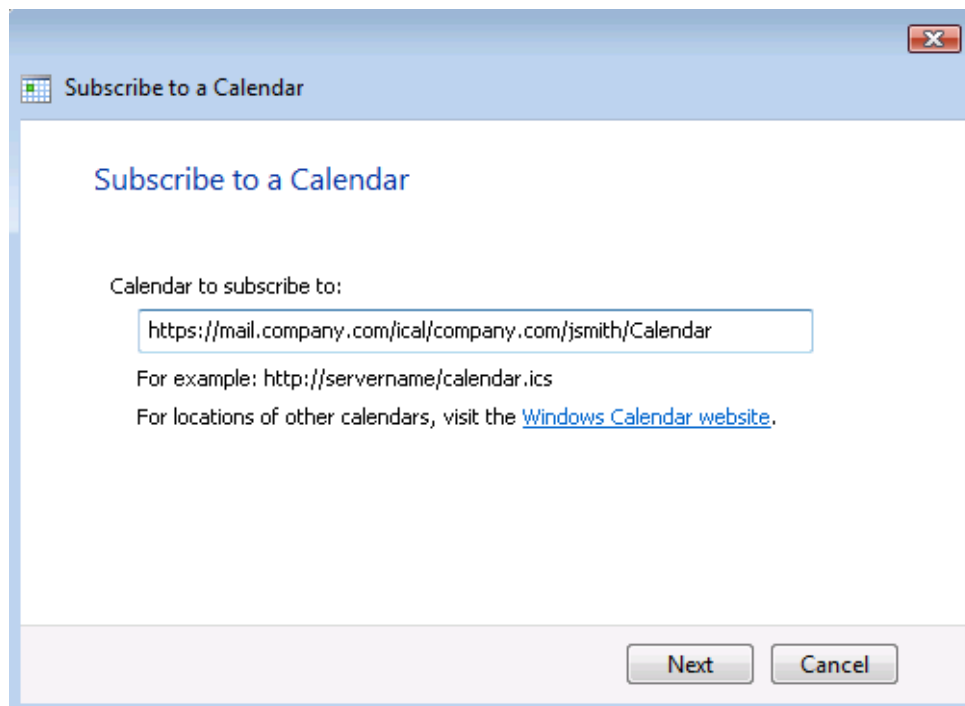 Subscribe to a Calendar
Subscribe to a Calendar
Calendar to subscribe to:
https://mail.company.com/ical/company.com/jsmith/Calendar
For example: http://servername/calendar.ics
For locations of other calendars, visit the Windows Calendar website.
Next Cancel